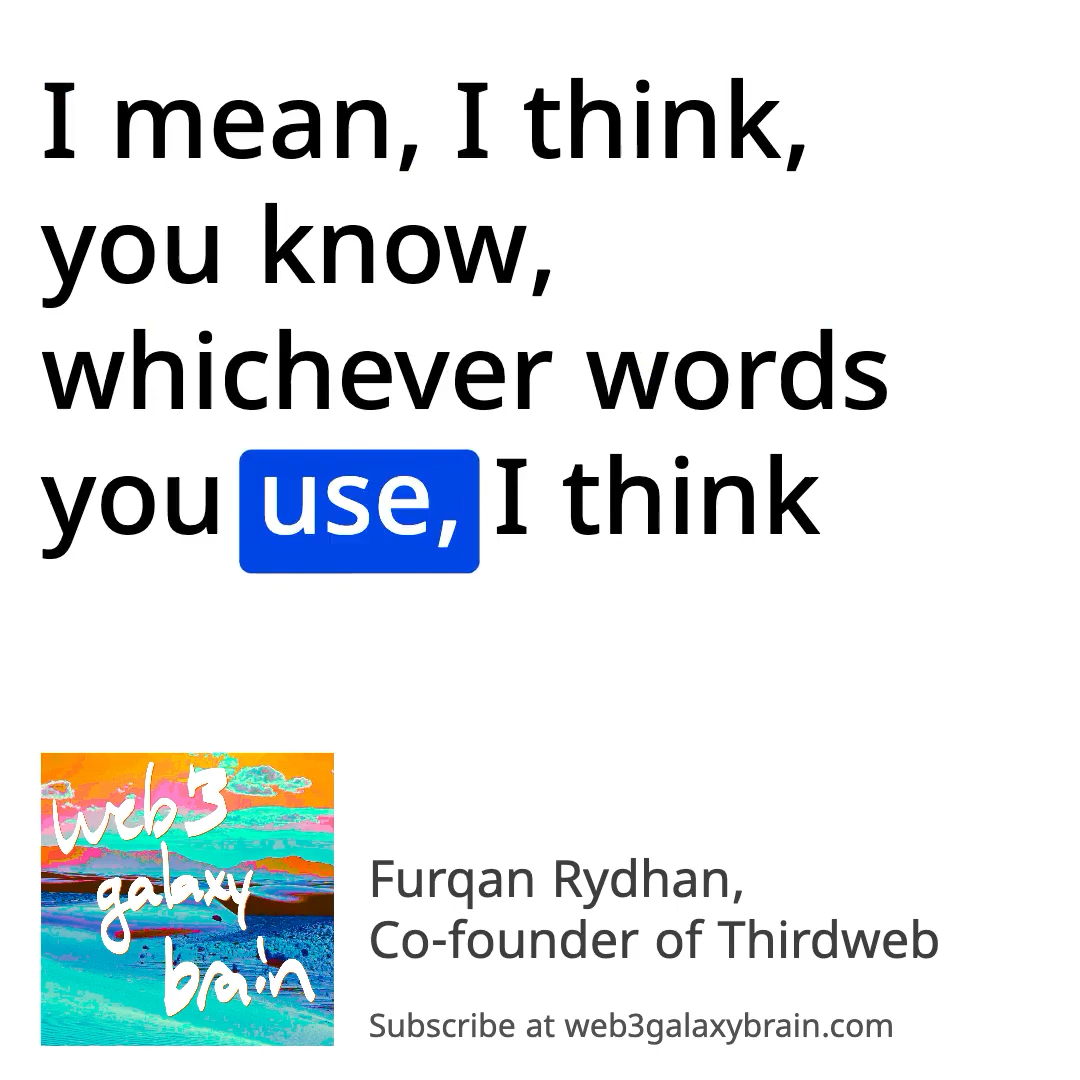 I mean, I think,
you know,
whichever words
you use, I think
web3
galaxy
brain
Furqan Rydhan,
Co-founder of Thirdweb
Subscribe at web3galaxybrain.com